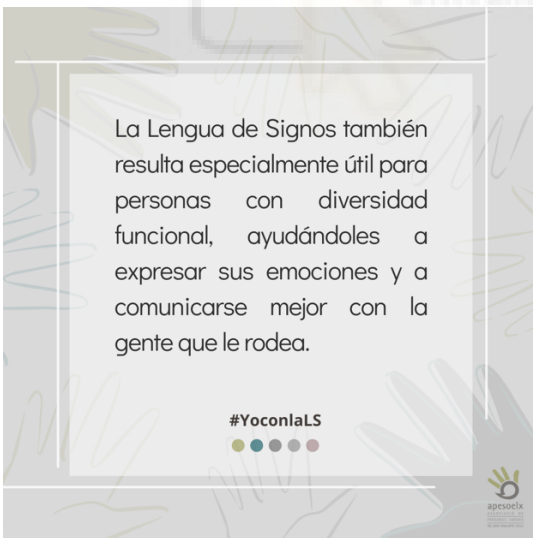 La Lengua de Signos también
resulta especialmente útil para
personas con diversidad
funcional, ayudándoles a
expresar sus emociones y a
comunicarse mejor con la
gente que le rodea.
#YoconlaLS
apesoeix